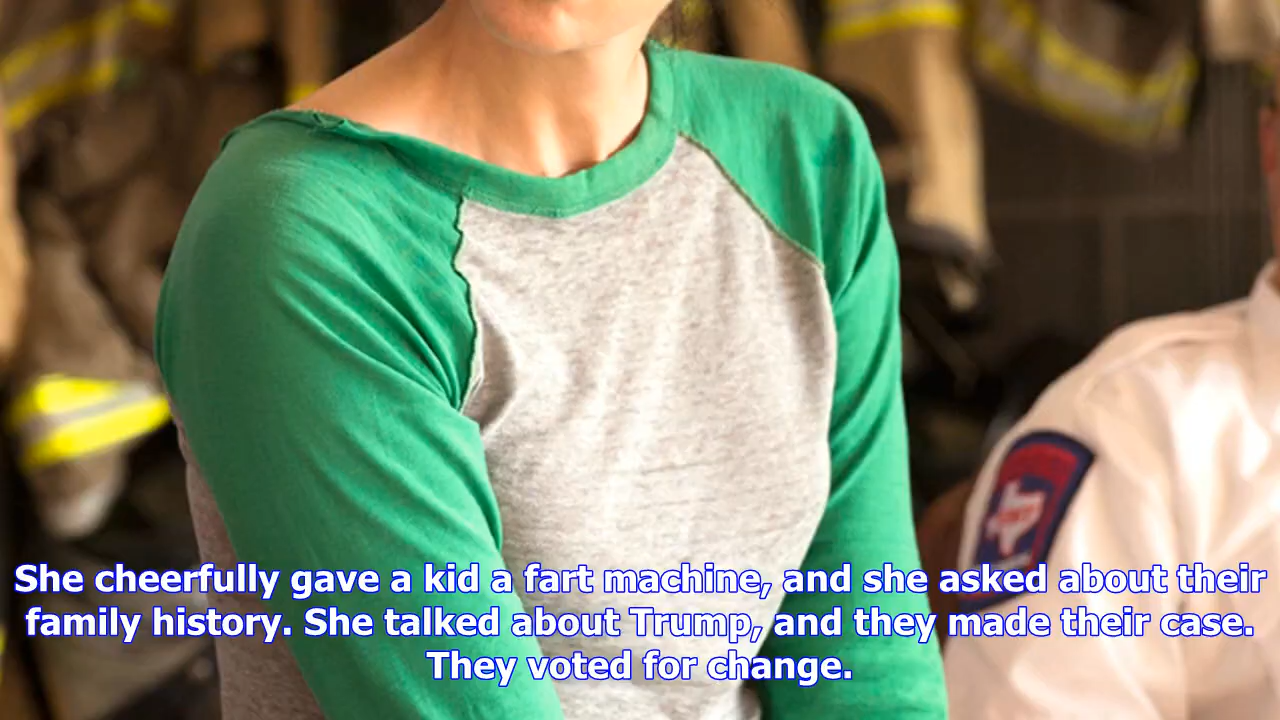 She cheerfully gave a kid a fart machine, and she asked about their
family history. She talked about Trump, and they made their case.
They voted for change.